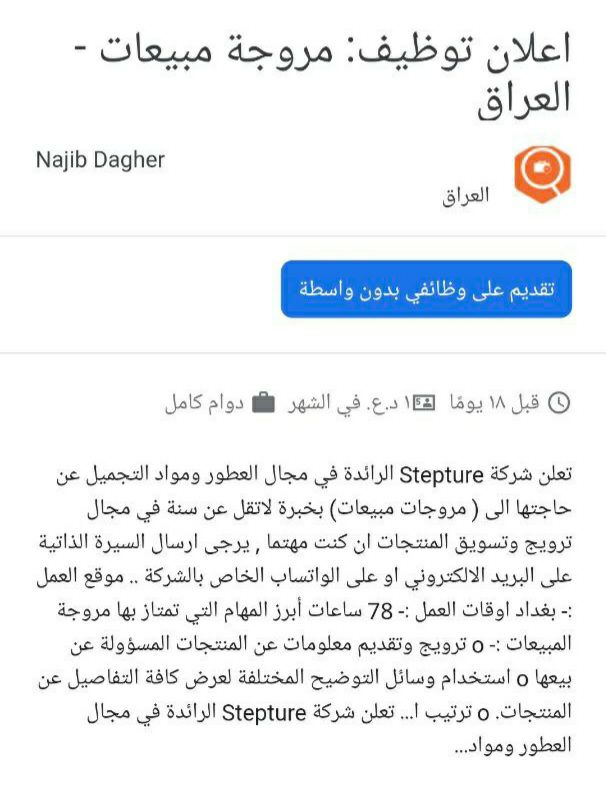 اعلان توظيف: مروجة مبيعات -
العراق
Najib Dagher
العراق
تقديم على وظائفي بدون واسطة
قبل ١٨ يومًا ١ د.ع. في الشهر دوام كامل
تعلن شركة Stepture الرائدة في مجال العطور ومواد التجميل عن
حاجتها الى ( مروجات مبيعات) بخبرة لاتقل عن سنة في مجال
ترويج وتسويق المنتجات ان كنت مهتما , يرجى ارسال السيرة الذاتية
على البريد الالكتروني او على الواتساب الخاص بالشركة .. موقع العمل
:- بغداد اوقات العمل :- 78 ساعات أبرز المهام التي تمتاز بها مروجة
المبيعات :- o ترويج وتقديم معلومات عن المنتجات المسؤولة عن
بيعها o استخدام وسائل التوضيح المختلفة لعرض كافة التفاصيل عن
المنتجات. o ترتيب ا... تعلن شركة Stepture الرائدة في مجال
العطور ومواد...